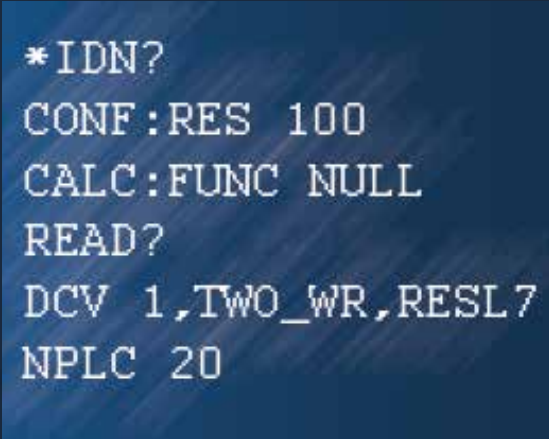 *IDN?
CONF:RES 100
CALC:FUNC NULL
READ?
DCV 1,TWO_WR,RESL7
NPLC 20